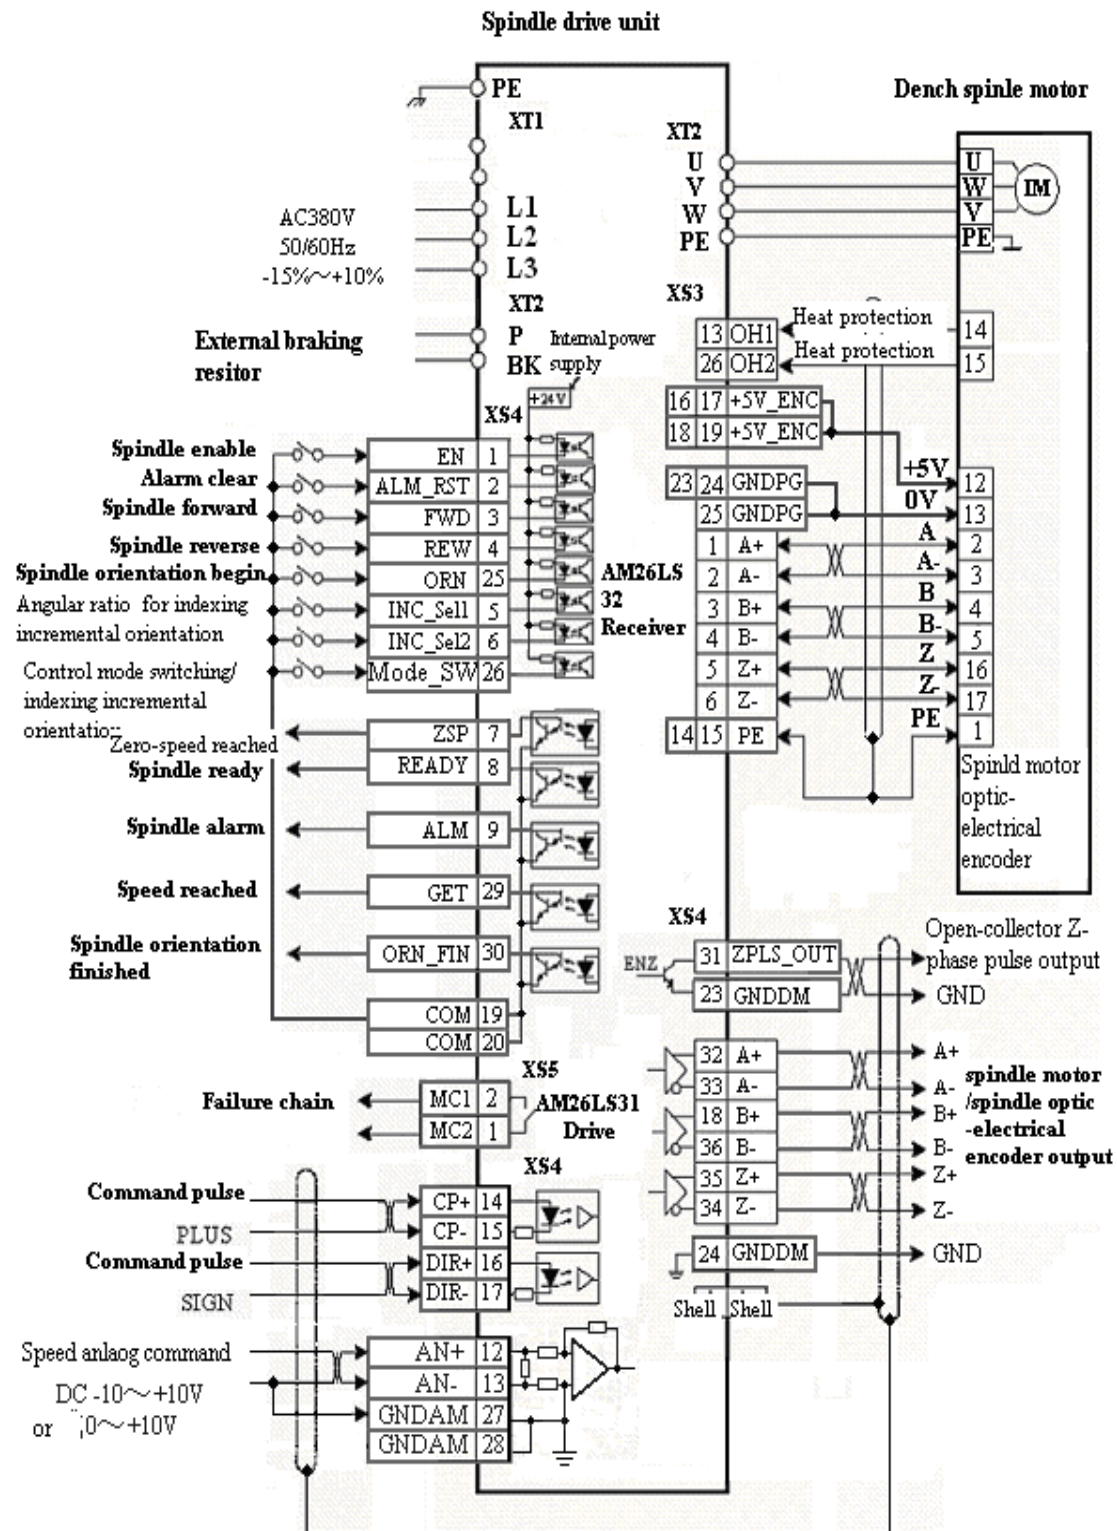 Spindle drive unit
PE
XT1
L1
L2
L3
AC380V
50/60Hz
-15%～+10%
XT2
P
BK
External braking
resitor
Internal power
supply
+24V
XS4
Spindle enable
EN 1
Alarm clear
ALM_RST 2
Spindle forward
FWD 3
Spindle reverse
REW 4
Spindle orientation begin
ORN 25
Angular ratio for indexing
incremental orientation
INC_Sel1 5
INC_Sel2 6
Control mode switching/
indexing incremental
orientation
Mode_SW 26
AM26LS
32
Receiver
Zero-speed reached
ZSP 7
Spindle ready
READY 8
Spindle alarm
ALM 9
Speed reached
GET 29
Spindle orientation
finished
ORN_FIN 30
COM 19
COM 20
XS5
Failure chain
MC1 2
MC2 1
AM26LS31
Drive
XS4
Command pulse
PLUS
CP+ 14
CP- 15
Command pulse
SIGN
DIR+ 16
DIR- 17
Speed anlaog command
DC -10～+10V
or 0～+10V
AN+ 12
AN- 13
GNDAM 27
GNDAM 28
Dench spinle motor
XT2
U
V
W
PE
U
W
V
PE
IM
XS3
13 OH1
Heat protection
14
26 OH2
Heat protection
15
16 17 +5V_ENC
18 19 +5V_ENC
+5V
12
23 24 GNDPG
25 GNDPG
0V
13
1 A+
A
2
2 A-
A-
3
3 B+
B
4
4 B-
B-
5
5 Z+
Z
16
6 Z-
Z-
17
14 15 PE
PE
1
Spinld motor
optic-
electrical
encoder
XS4
ENZ
31 ZPLS_OUT
23 GNDDM
Open-collector Z-
phase pulse output
GND
32 A+
A+
33 A-
A-
18 B+
B+
36 B-
B-
35 Z+
Z+
34 Z-
Z-
spindle motor
/spindle optic
-electrical
encoder output
24 GNDDM
GND
Shell Shell